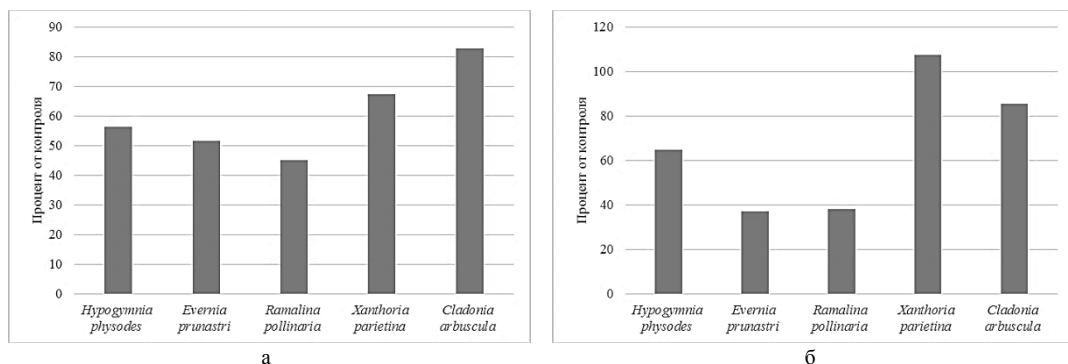 90
80
70
60
50
40
30
20
10
0
Процент от контроля
Hypogymnia physodes
Evernia prunastri
Ramalina pollinaria
Xanthoria parietina
Cladonia arbuscula
а
120
100
80
60
40
20
0
Процент от контроля
Hypogymnia physodes
Evernia prunastri
Ramalina pollinaria
Xanthoria parietina
Cladonia arbuscula
б